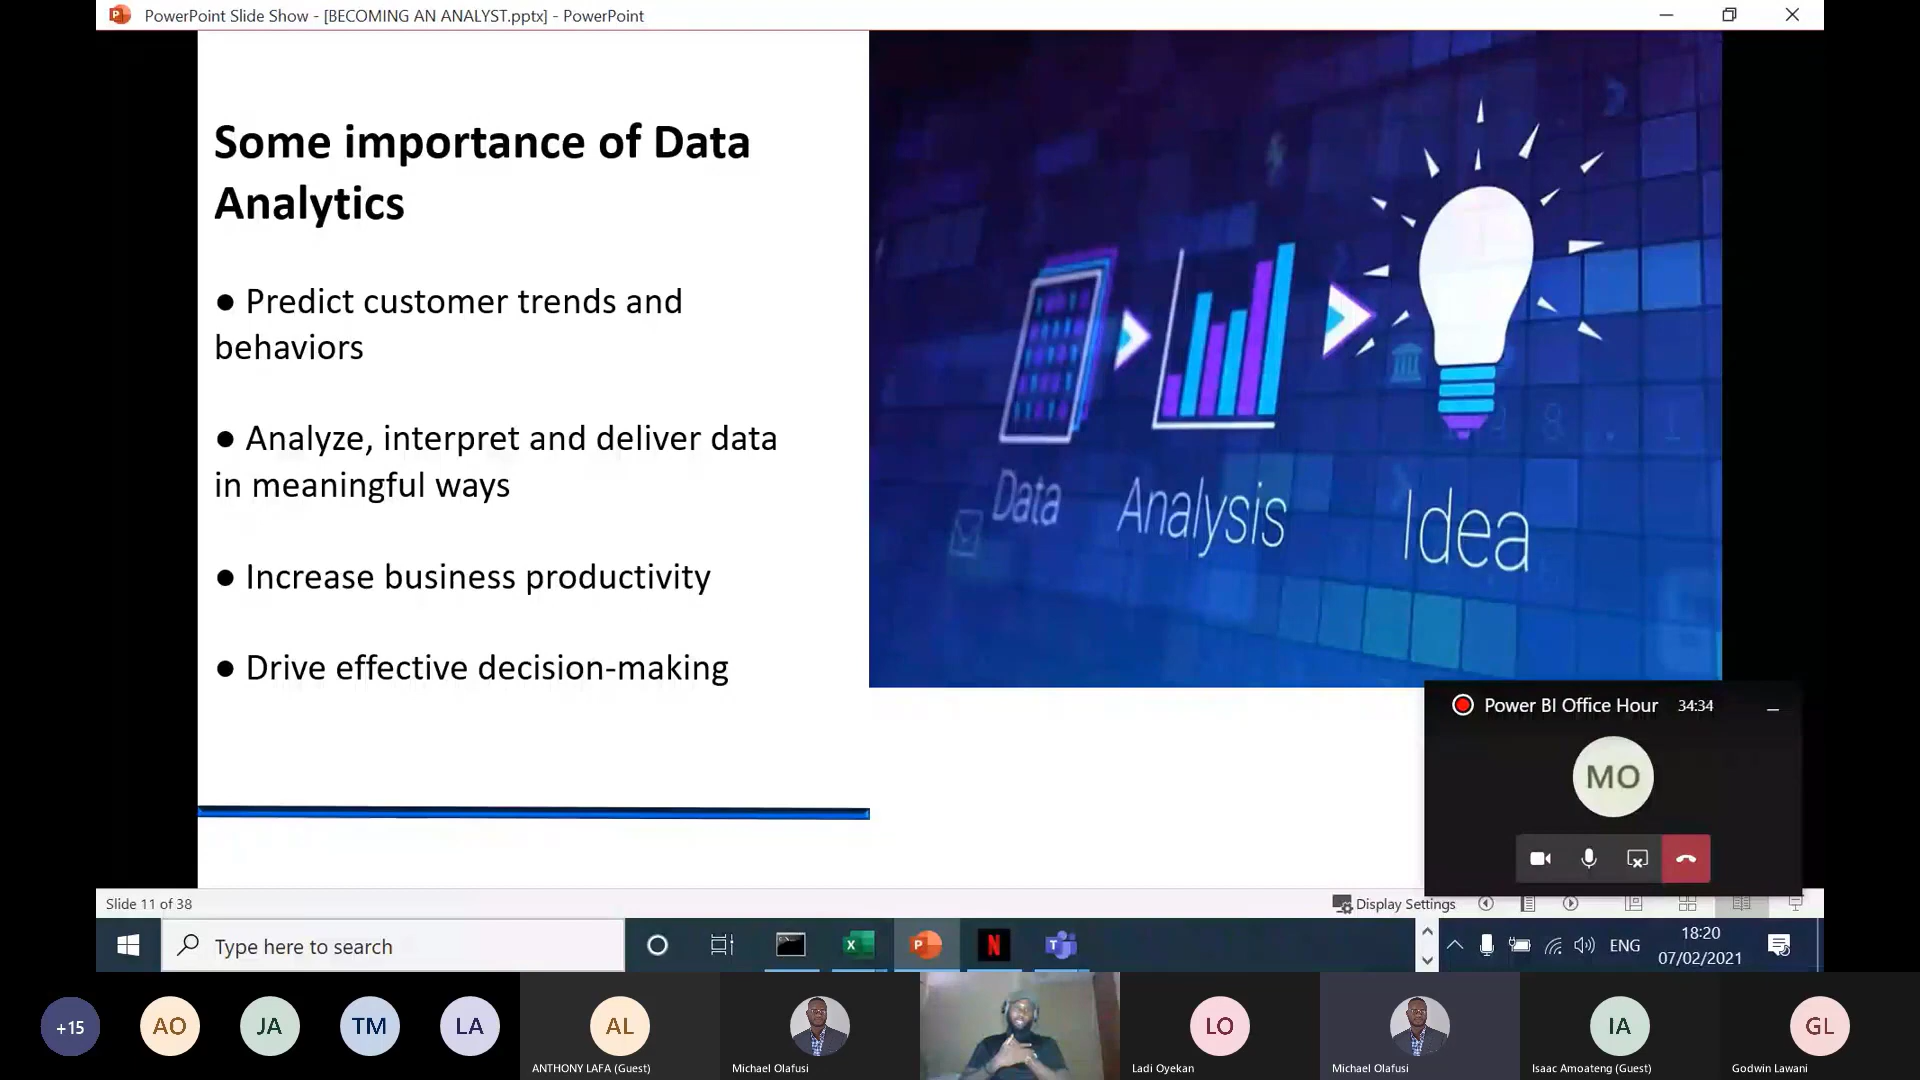 PowerPoint Slide Show - [BECOMING AN ANALYST.pptx] - PowerPoint
Some importance of Data
Analytics
● Predict customer trends and
behaviors
● Analyze, interpret and deliver data
in meaningful ways
● Increase business productivity
● Drive effective decision-making
Data
Analysis
Idea
Power BI Office Hour 34:34
MO
Slide 11 of 38
Display Settings
Type here to search
ENG
18:20
07/02/2021
+15
AO
JA
TM
LA
AL
ANTHONY LAFA (Guest)
Michael Olafusi
LO
Ladi Oyekan
Michael Olafusi
IA
Isaac Amoateng (Guest)
GL
Godwin Lawani